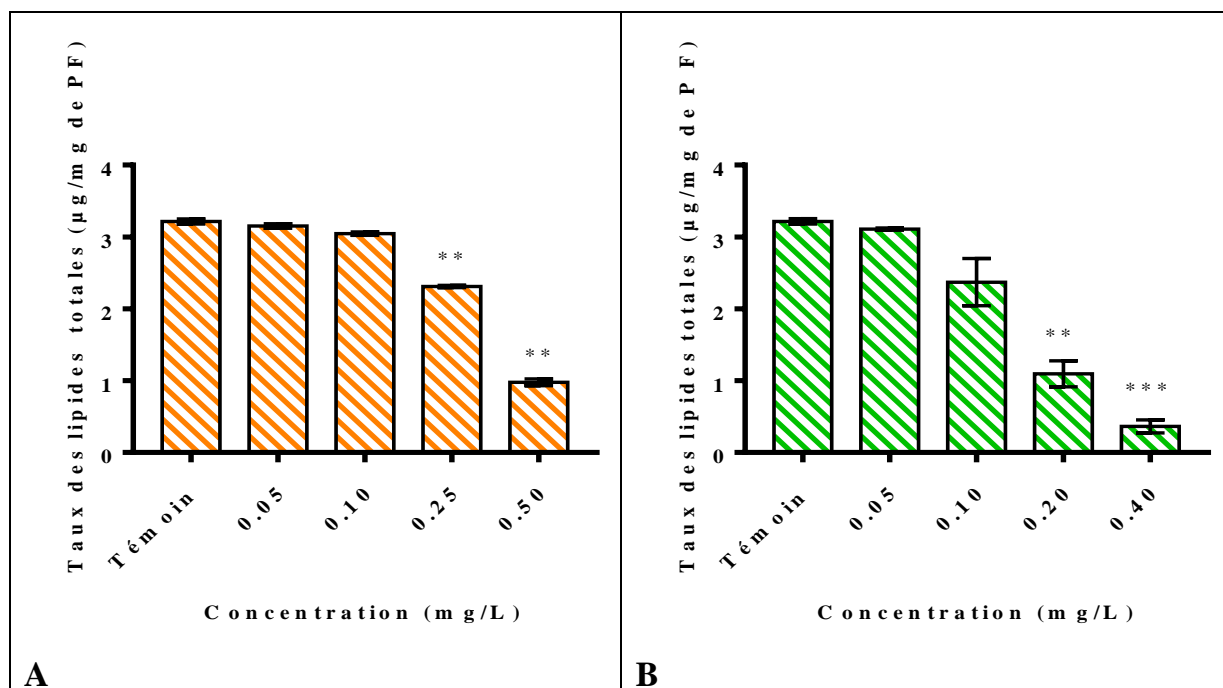 Taux des lipides totales (µg/mg de PF)
4
3
2
1
0
**
**
Témoin
0.05
0.10
0.25
0.50
Concentration (mg/L)
A
Taux des lipides totales (µg/mg de PF)
4
3
2
1
0
**
***
Témoin
0.05
0.10
0.20
0.40
Concentration (mg/L)
B